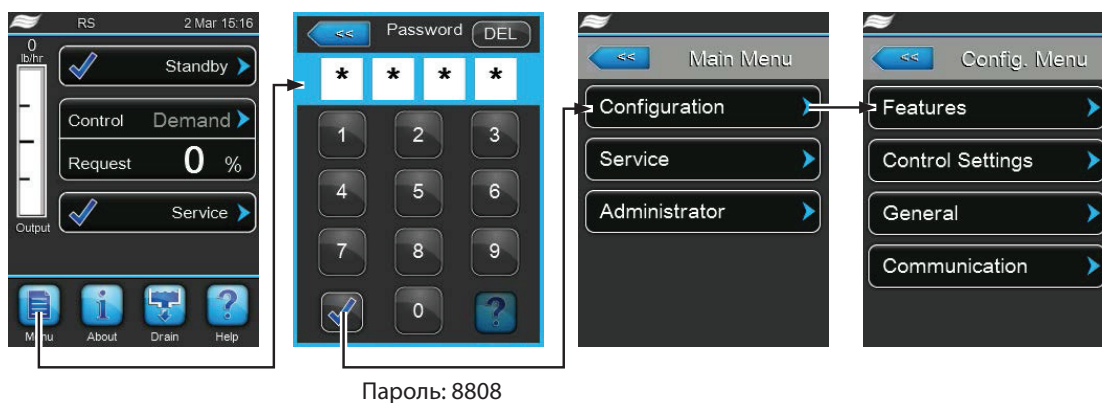 RS 2 Mar 15:16
0
lb/hr
Standby
Control Demand
Request 0 %
Service
Output
Menu About Drain Help
<< Password DEL
* * * *
1 2 3
4 5 6
7 8 9
0 ?
Пароль: 8808
<< Main Menu
Configuration
Service
Administrator
<< Config. Menu
Features
Control Settings
General
Communication